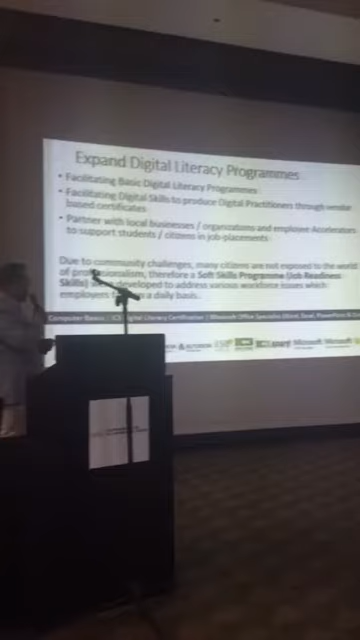 Expand Digital Literacy Programmes
• Facilitating Basic Digital Literacy Programmes
• Facilitating Digital Skills to produce Digital Practitioners through vendor
based certificates
• Partner with local businesses / organizations and employee Accelerators
to support students / citizens in job-placements
Due to community challenges, many citizens are not exposed to the world
of professionalism, therefore a Soft Skills Programme (Job Readiness
Skills) developed to address various workforce issues which
employers on a daily basis.
Computer Basics | Digital Literacy Certification | Microsoft Office Specialist (Word, Excel, PowerPoint &
AUTODESK Microsoft Microsoft